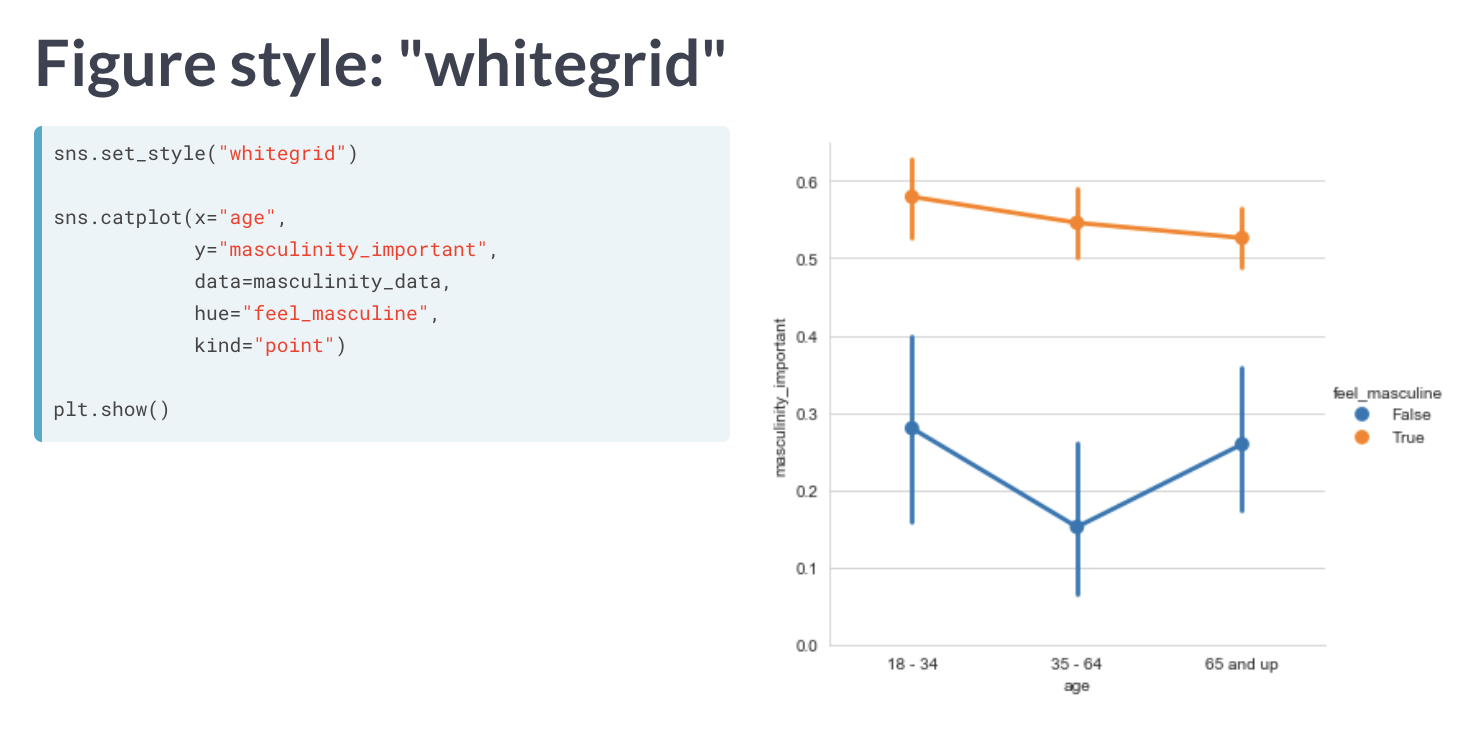 Figure style: "whitegrid"
sns.set_style("whitegrid")
sns.catplot(x="age",
y="masculinity_important",
data=masculinity_data,
hue="feel_masculine",
kind="point")
plt.show()
0.6
0.5
0.4
0.3
0.2
0.1
0.0
masculinity_important
18 - 34
35 - 64
65 and up
age
feel_masculine
False
True